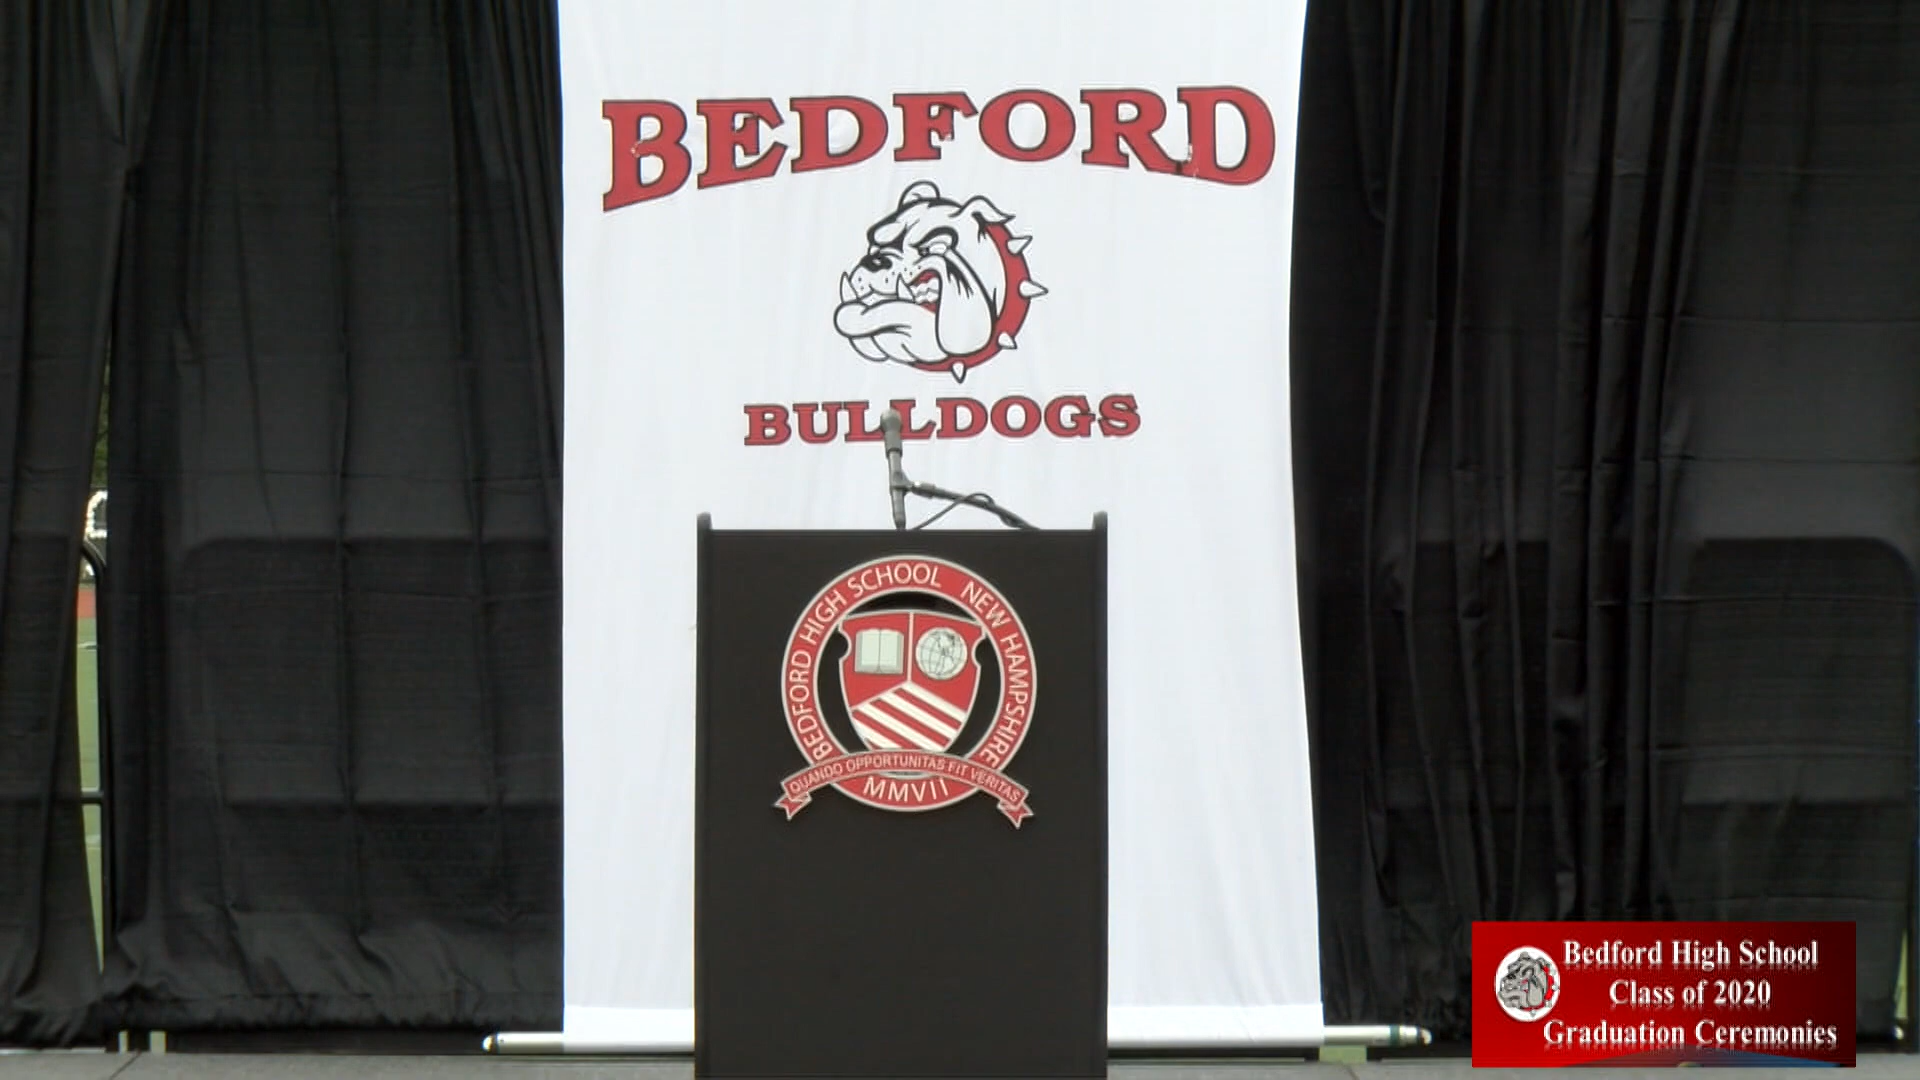 BEDFORD
BULLDOGS
BEDFORD HIGH SCHOOL NEW HAMPSHIRE
QUANDO OPPORTUNITAS FIT VERITAS
MMVII
Bedford High School
Class of 2020
Graduation Ceremonies